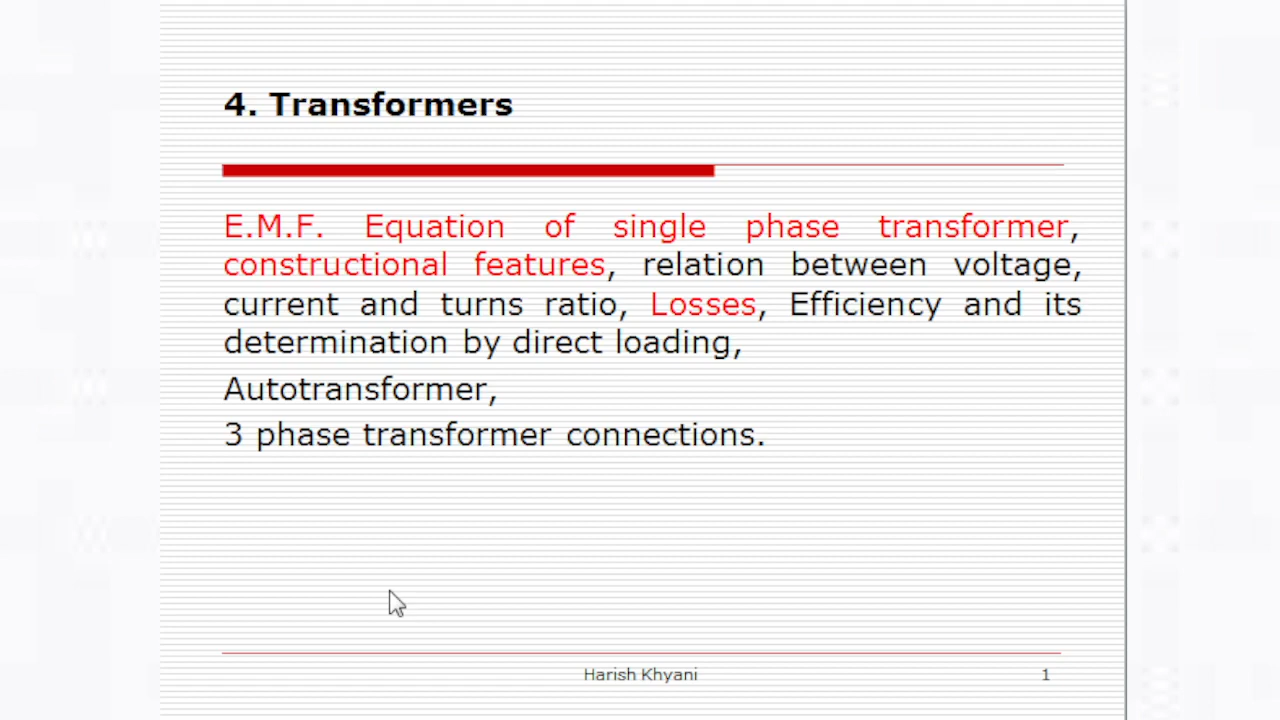 4. Transformers
E.M.F. Equation of single phase transformer,
constructional features, relation between voltage,
current and turns ratio, Losses, Efficiency and its
determination by direct loading,
Autotransformer,
3 phase transformer connections.
Harish Khyani
1